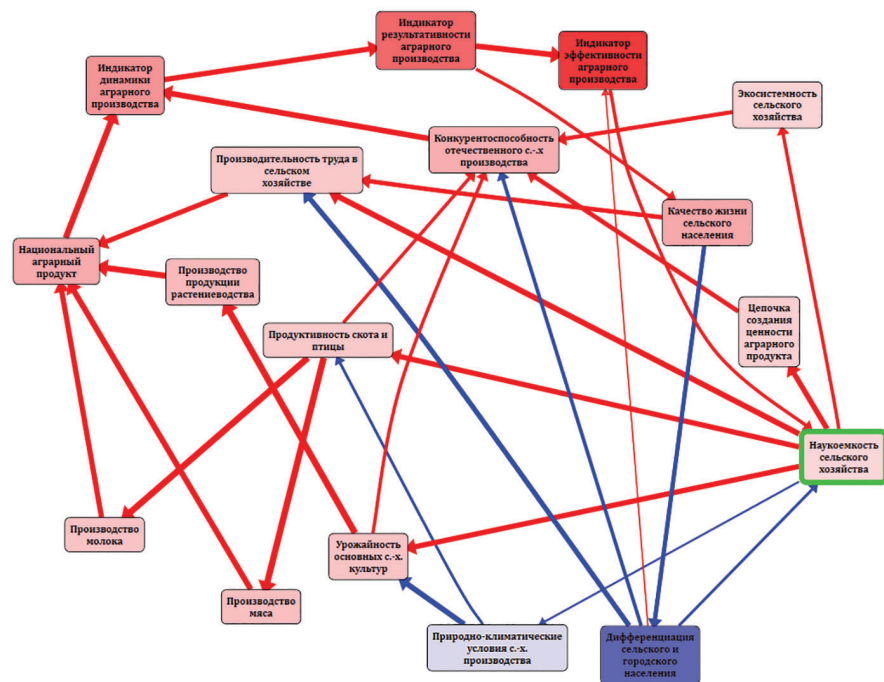 Индикатор
результативности
аграрного
производства
Индикатор
эффективности
аграрного
производства
Индикатор
динамики
аграрного
производства
Экосистемность
сельского
хозяйства
Конкурентоспособность
отечественного с.-.х
производства
Производительность труда в
сельском
хозяйстве
Качество жизни
сельского
населения
Национальный
аграрный
продукт
Производство
продукции
растениеводства
Цепочка
создания
ценности
аграрного
продукта
Продуктивность скота и
птицы
Наукоемкость
сельского
хозяйства
Производство
молока
Урожайность
основных с.-х.
культур
Производство
мяса
Природно-климатические
условия с.-х.
производства
Дифференциация
сельского и
городского
населения